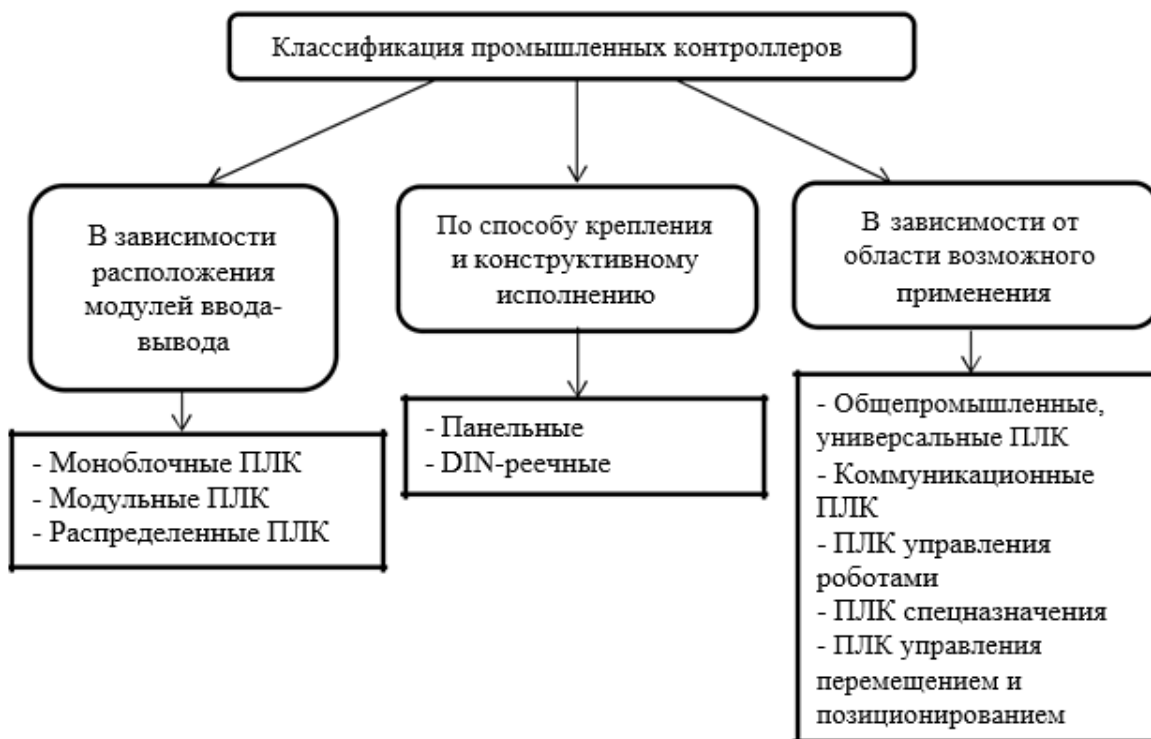 Классификация промышленных контроллеров
В зависимости
расположения
модулей ввода-
вывода
По способу крепления
и конструктивному
исполнению
В зависимости от
области возможного
применения
- Моноблочные ПЛК
- Модульные ПЛК
- Распределенные ПЛК
- Панельные
- DIN-реечные
- Общепромышленные,
универсальные ПЛК
- Коммуникационные
ПЛК
- ПЛК управления
роботами
- ПЛК спецназначения
- ПЛК управления
перемещением и
позиционированием